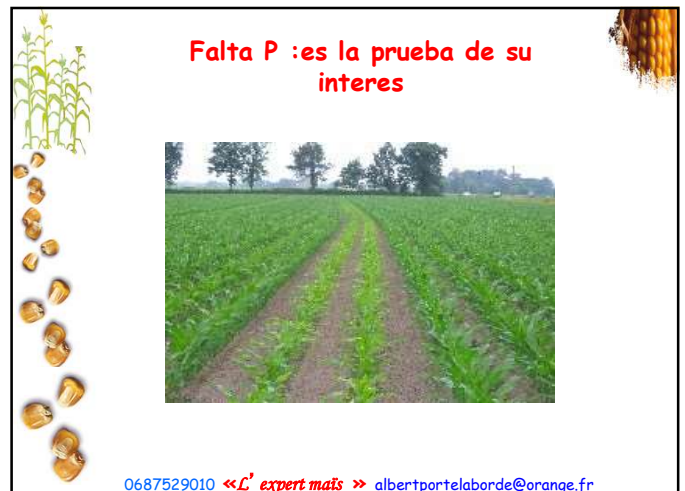 Falta P :es la prueba de su
interes
0687529010 «L' expert maïs » albertportelaborde@orange.fr